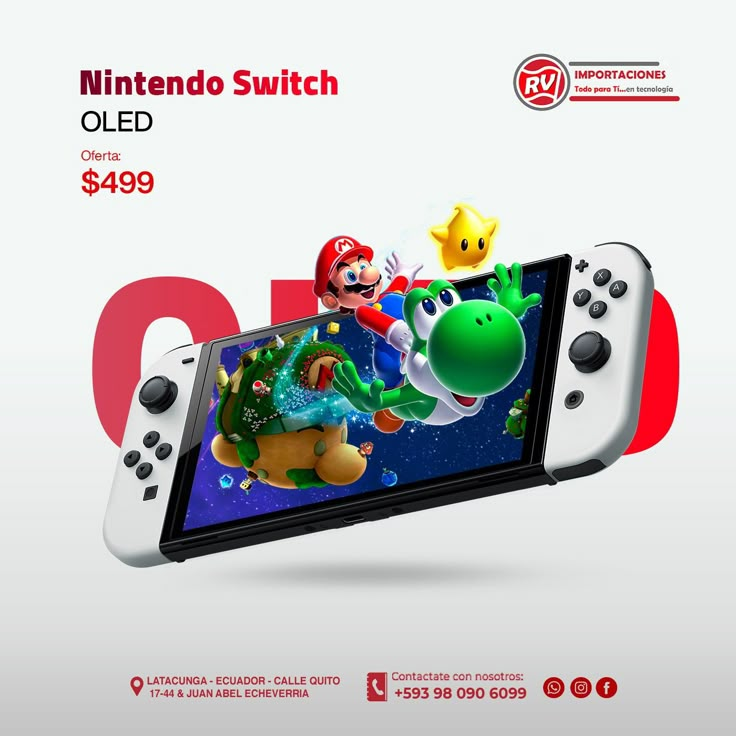 Nintendo Switch
OLED
Oferta:
$499
RV
IMPORTACIONES
Todo para Ti...en tecnología
M
X
Y
A
B
LATACUNGA - ECUADOR - CALLE QUITO
17-44 & JUAN ABEL ECHEVERRIA
Contactate con nosotros:
+593 98 090 6099